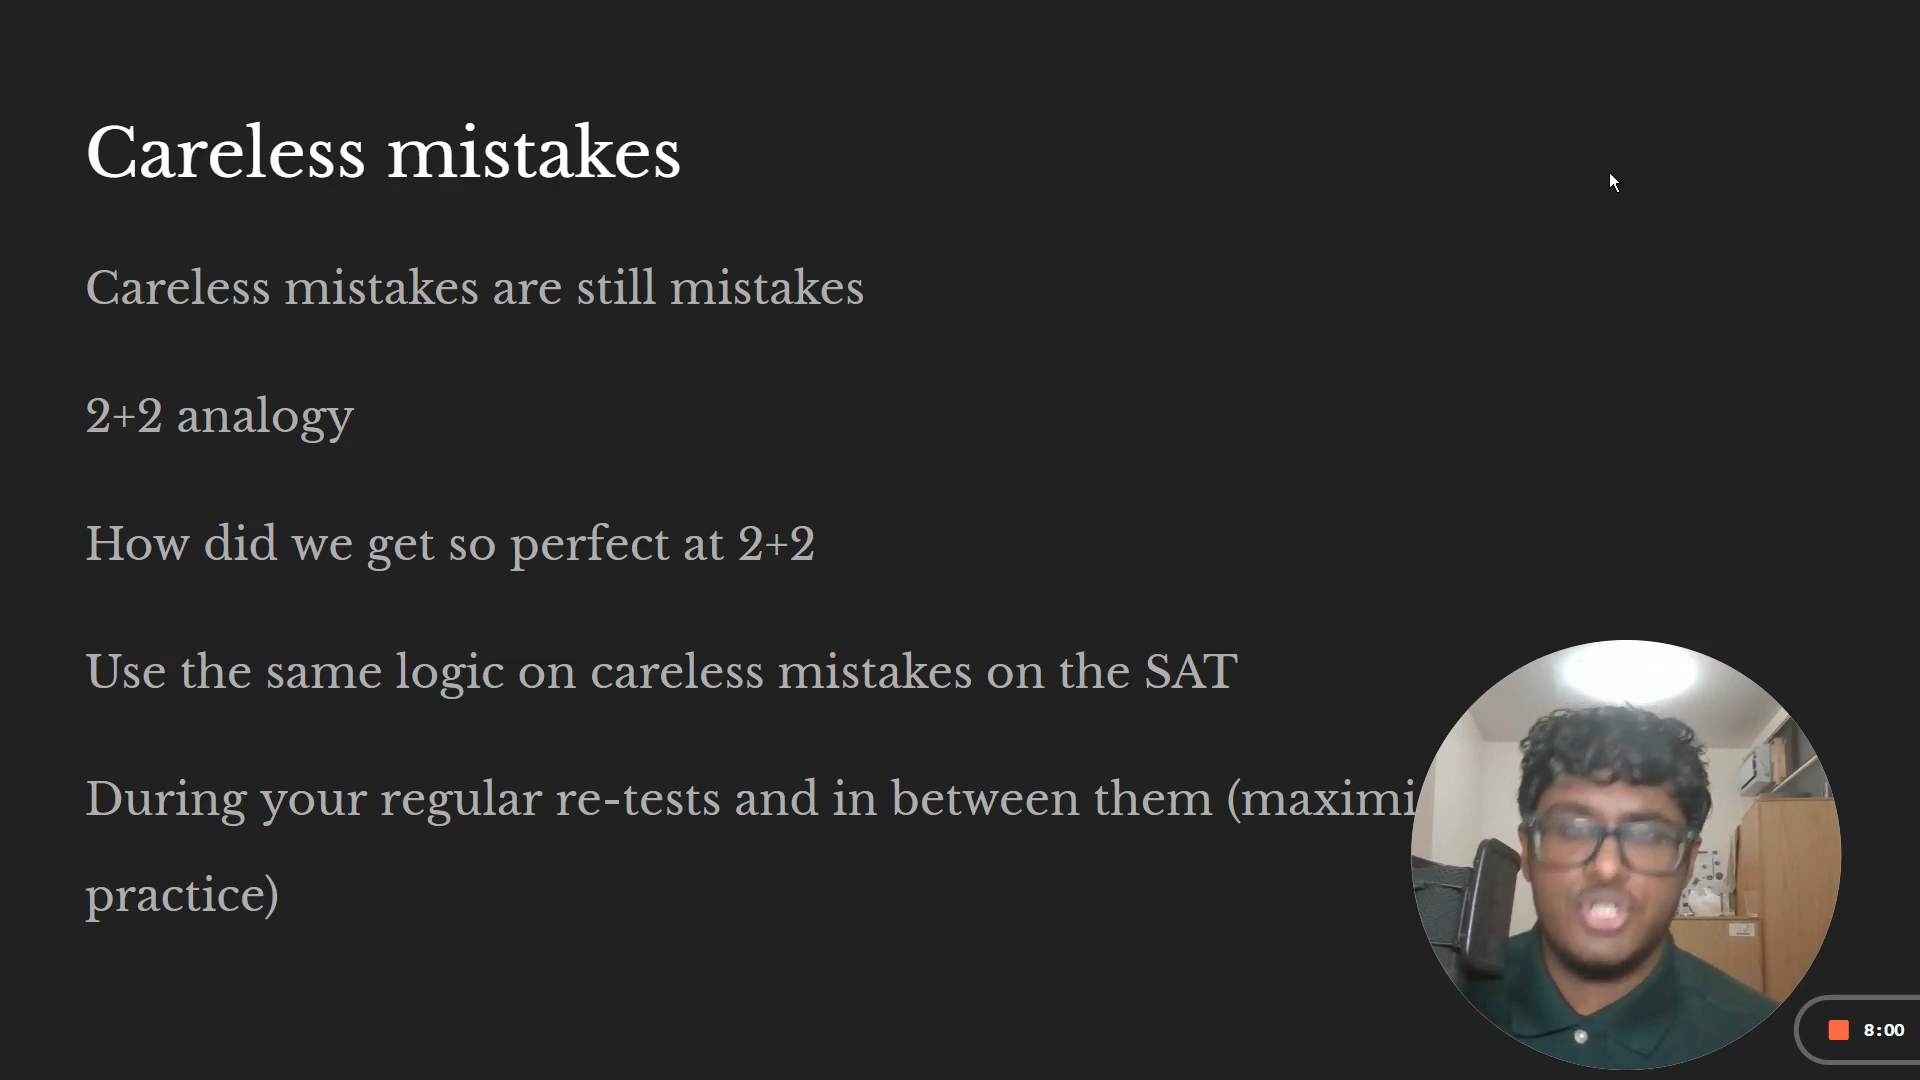 Careless mistakes
Careless mistakes are still mistakes
2+2 analogy
How did we get so perfect at 2+2
Use the same logic on careless mistakes on the SAT
During your regular re-tests and in between them (maximi
practice)
8:00